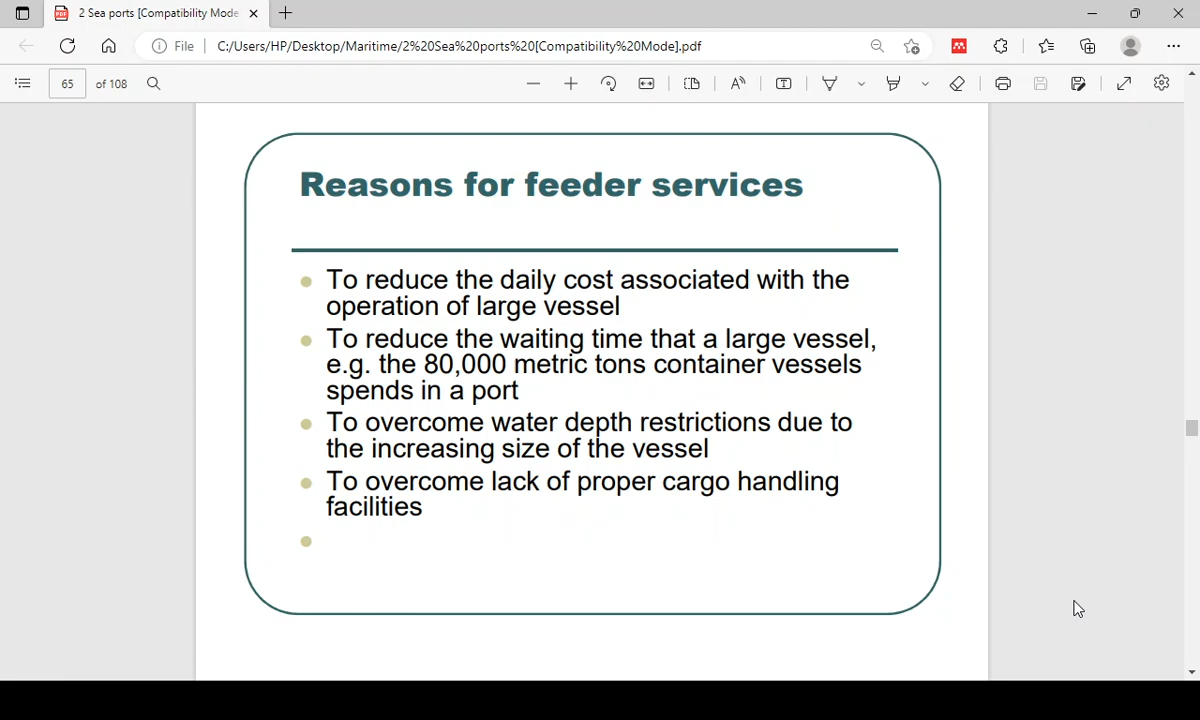 2 Sea ports [Compatibility Mode
File
C:/Users/HP/Desktop/Maritime/2%20Sea%20ports%20[Compatibility%20Mode].pdf
65 of 108
Reasons for feeder services
To reduce the daily cost associated with the
operation of large vessel
To reduce the waiting time that a large vessel,
e.g. the 80,000 metric tons container vessels
spends in a port
To overcome water depth restrictions due to
the increasing size of the vessel
To overcome lack of proper cargo handling
facilities